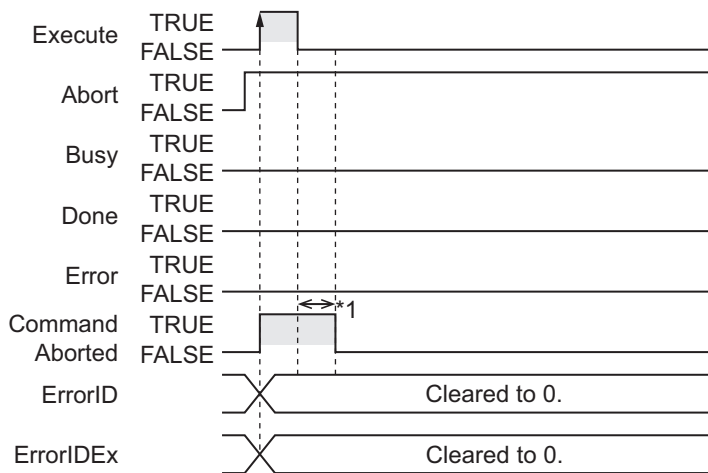 Execute TRUE
FALSE
Abort TRUE
FALSE
Busy TRUE
FALSE
Done TRUE
FALSE
Error TRUE
FALSE
*1
Command TRUE
Aborted FALSE
ErrorID Cleared to 0.
ErrorIDEx Cleared to 0.